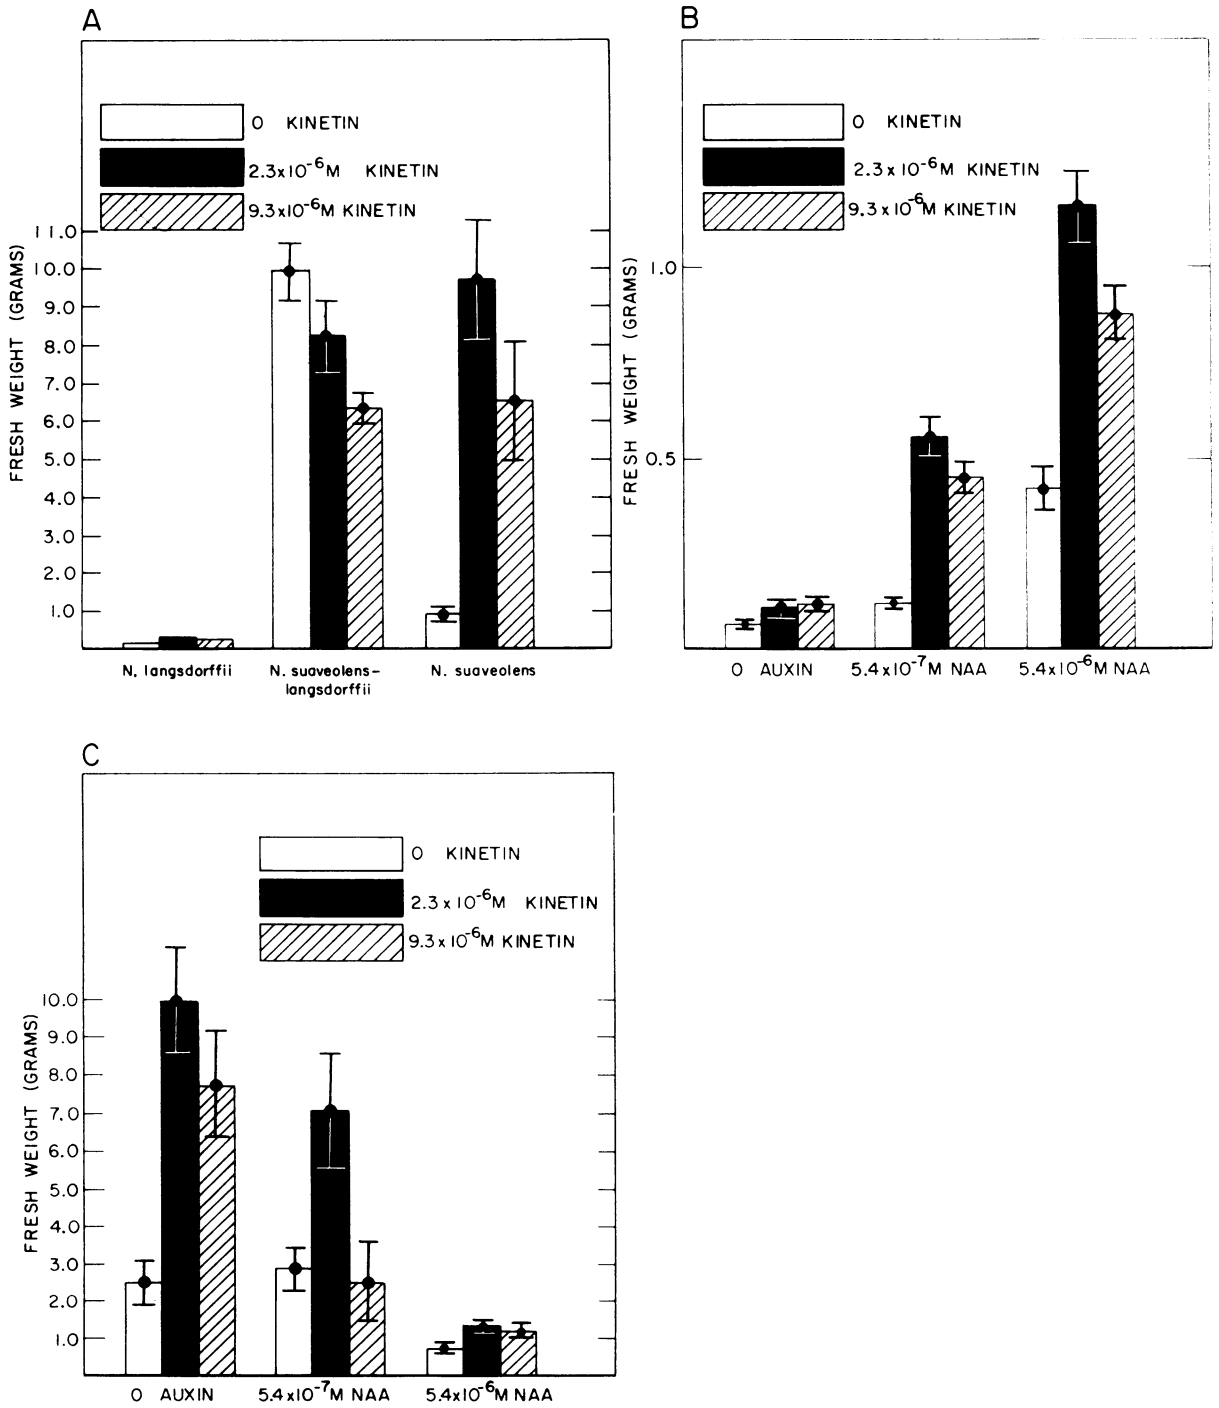 A
0 KINETIN
2.3x10⁻⁶M KINETIN
9.3x10⁻⁶M KINETIN
FRESH WEIGHT (GRAMS)
11.0
10.0
9.0
8.0
7.0
6.0
5.0
4.0
3.0
2.0
1.0
N. langsdorffii
N. suaveolens-
langsdorffii
N. suaveolens
B
0 KINETIN
2.3x10⁻⁶M KINETIN
9.3x10⁻⁶M KINETIN
FRESH WEIGHT (GRAMS)
1.0
0.5
0 AUXIN
5.4x10⁻⁷M NAA
5.4x10⁻⁶M NAA
C
0 KINETIN
2.3x10⁻⁶M KINETIN
9.3x10⁻⁶M KINETIN
FRESH WEIGHT (GRAMS)
10.0
9.0
8.0
7.0
6.0
5.0
4.0
3.0
2.0
1.0
0 AUXIN
5.4x10⁻⁷M NAA
5.4x10⁻⁶M NAA